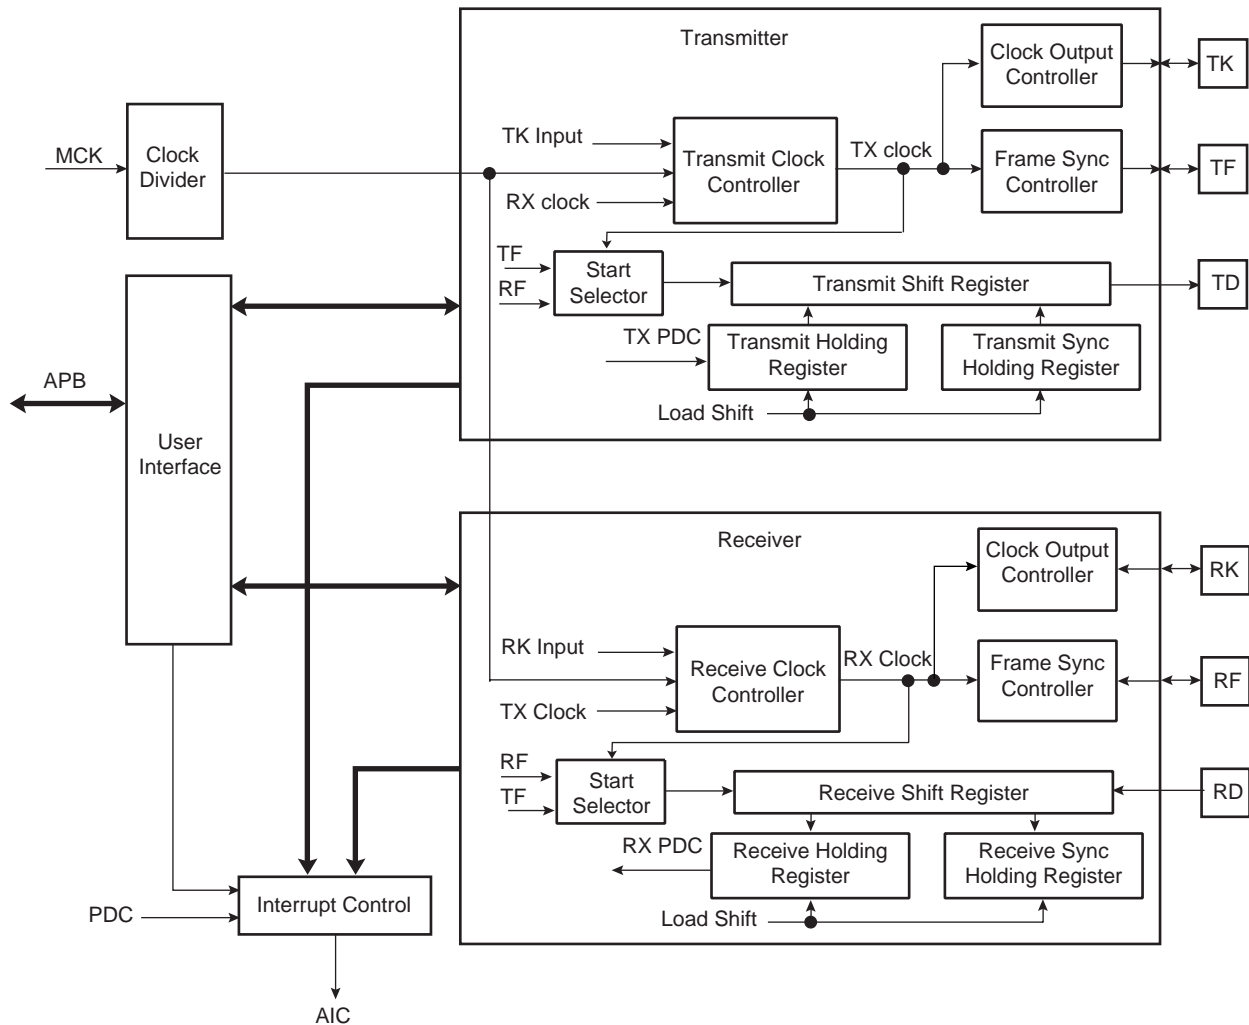 Transmitter
Clock Output
Controller
TK
MCK
Clock
Divider
TK Input
Transmit Clock
Controller
TX clock
Frame Sync
Controller
TF
RX clock
TF
RF
Start
Selector
Transmit Shift Register
TD
TX PDC
Transmit Holding
Register
Transmit Sync
Holding Register
Load Shift
APB
User
Interface
Receiver
Clock Output
Controller
RK
RK Input
Receive Clock
Controller
RX Clock
Frame Sync
Controller
RF
TX Clock
RF
TF
Start
Selector
Receive Shift Register
RD
RX PDC
Receive Holding
Register
Receive Sync
Holding Register
Load Shift
PDC
Interrupt Control
AIC